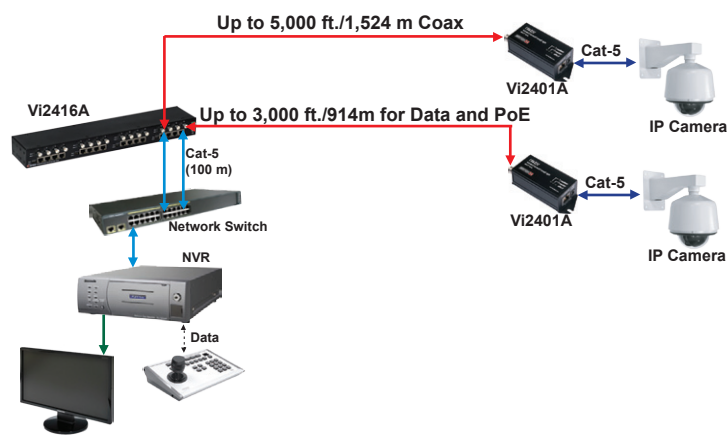 Up to 5,000 ft./1,524 m Coax
Vi2401A
Cat-5
IP Camera
Vi2416A
Up to 3,000 ft./914m for Data and PoE
Cat-5
(100 m)
Cat-5
Vi2401A
IP Camera
Network Switch
NVR
Data